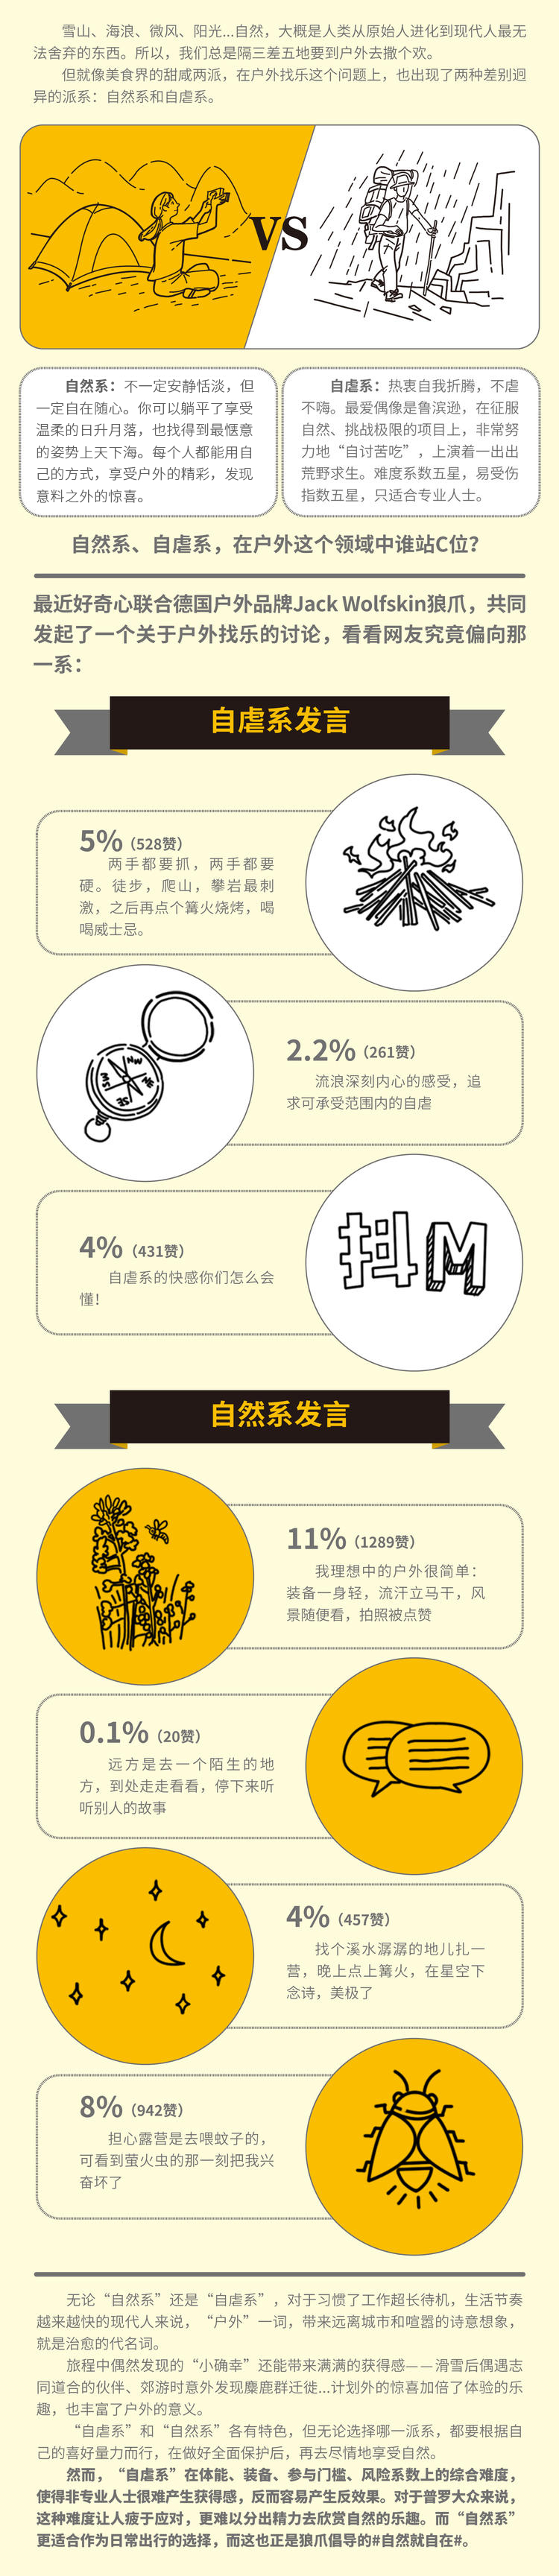 雪山、海浪、微风、阳光...自然，大概是人类从原始人进化到现代人最无
法舍弃的东西。所以，我们总是隔三差五地要到户外去撒个欢。
但就像美食界的甜咸两派，在户外找乐这个问题上，也出现了两种差别迥
异的派系：自然系和自虐系。
VS
自然系：不一定安静恬淡，但
一定自在随心。你可以躺平了享受
温柔的日升月落，也找得到最惬意
的姿势上天下海。每个人都能用自
己的方式，享受户外的精彩，发现
意料之外的惊喜。
自虐系：热衷自我折腾，不虐
不嗨。最爱偶像是鲁滨逊，在征服
自然、挑战极限的项目上，非常努
力地“自讨苦吃”，上演着一出出
荒野求生。难度系数五星，易受伤
指数五星，只适合专业人士。
自然系、自虐系，在户外这个领域中谁站C位？
最近好奇心联合德国户外品牌Jack Wolfskin狼爪，共同
发起了一个关于户外找乐的讨论，看看网友究竟偏向那
一系：
自虐系发言
5%（528赞）
两手都要抓，两手都要
硬。徒步，爬山，攀岩最刺
激，之后再点个篝火烧烤，喝
喝威士忌。
NW
NE
SE
SW
2.2%（261赞）
流浪深刻内心的感受，追
求可承受范围内的自虐
4%（431赞）
自虐系的快感你们怎么会
懂！
抖M
自然系发言
11%（1289赞）
我理想中的户外很简单：
装备一身轻，流汗立马干，风
景随便看，拍照被点赞
0.1%（20赞）
远方是去一个陌生的地
方，到处走走看看，停下来听
听别人的故事
4%（457赞）
找个溪水潺潺的地儿扎一
营，晚上点上篝火，在星空下
念诗，美极了
8%（942赞）
担心露营是去喂蚊子的，
可看到萤火虫的那一刻把我兴
奋坏了
无论“自然系”还是“自虐系”，对于习惯了工作超长待机，生活节奏
越来越快的现代人来说，“户外”一词，带来远离城市和喧嚣的诗意想象，
就是治愈的代名词。
旅程中偶然发现的“小确幸”还能带来满满的获得感——滑雪后偶遇志
同道合的伙伴、郊游时意外发现麋鹿群迁徙...计划外的惊喜加倍了体验的乐
趣，也丰富了户外的意义。
“自虐系”和“自然系”各有特色，但无论选择哪一派系，都要根据自
己的喜好量力而行，在做好全面保护后，再去尽情地享受自然。
然而，“自虐系”在体能、装备、参与门槛、风险系数上的综合难度，
使得非专业人士很难产生获得感，反而容易产生反效果。对于普罗大众来说，
这种难度让人疲于应对，更难以分出精力去欣赏自然的乐趣。而“自然系”
更适合作为日常出行的选择，而这也正是狼爪倡导的#自然就自在#。